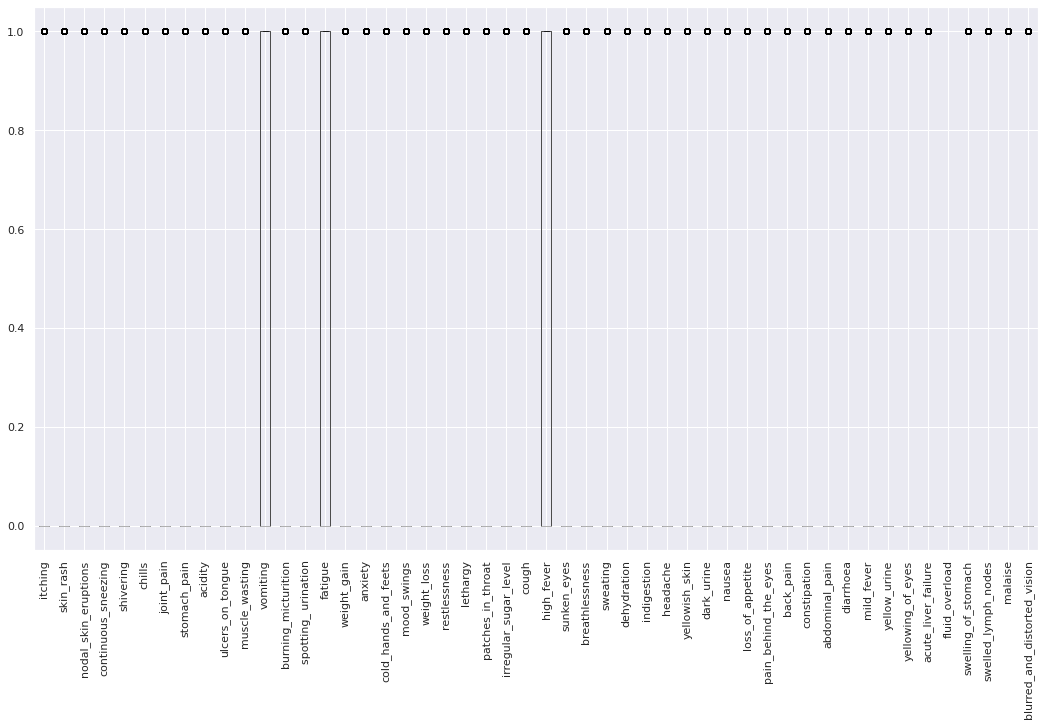 1.0
0.8
0.6
0.4
0.2
0.0
itching
skin_rash
nodal_skin_eruptions
continuous_sneezing
shivering
chills
joint_pain
stomach_pain
acidity
ulcers_on_tongue
muscle_wasting
vomiting
burning_micturition
spotting_ urination
fatigue
weight_gain
anxiety
cold_hands_and_feets
mood_swings
weight_loss
restlessness
lethargy
patches_in_throat
irregular_sugar_level
cough
high_fever
sunken_eyes
breathlessness
sweating
dehydration
indigestion
headache
yellowish_skin
dark_urine
nausea
loss_of_appetite
pain_behind_the_eyes
back_pain
constipation
abdominal_pain
diarrhoea
mild_fever
yellow_urine
yellowing_of_eyes
acute_liver_failure
fluid_overload
swelling_of_stomach
swelled_lymph_nodes
malaise
blurred_and_distorted_vision